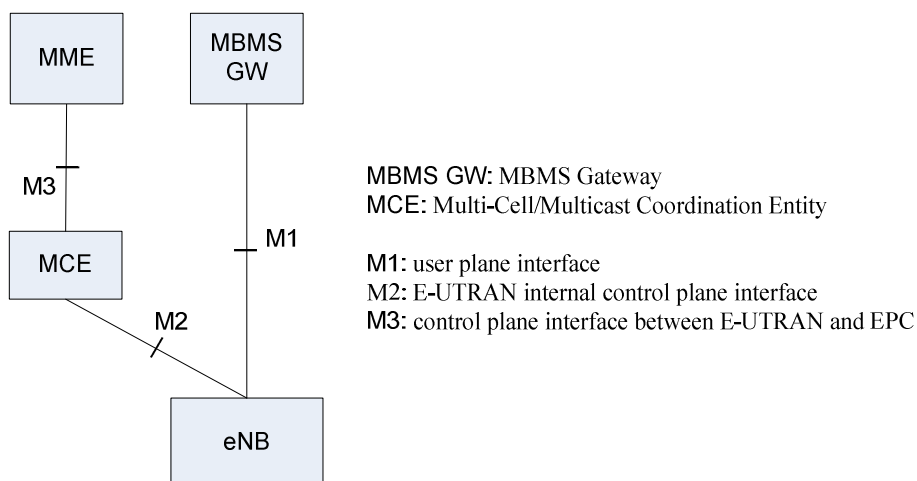 MME
MBMS
GW
M3
M1
MCE
M2
eNB
MBMS GW: MBMS Gateway
MCE: Multi-Cell/Multicast Coordination Entity
M1: user plane interface
M2: E-UTRAN internal control plane interface
M3: control plane interface between E-UTRAN and EPC